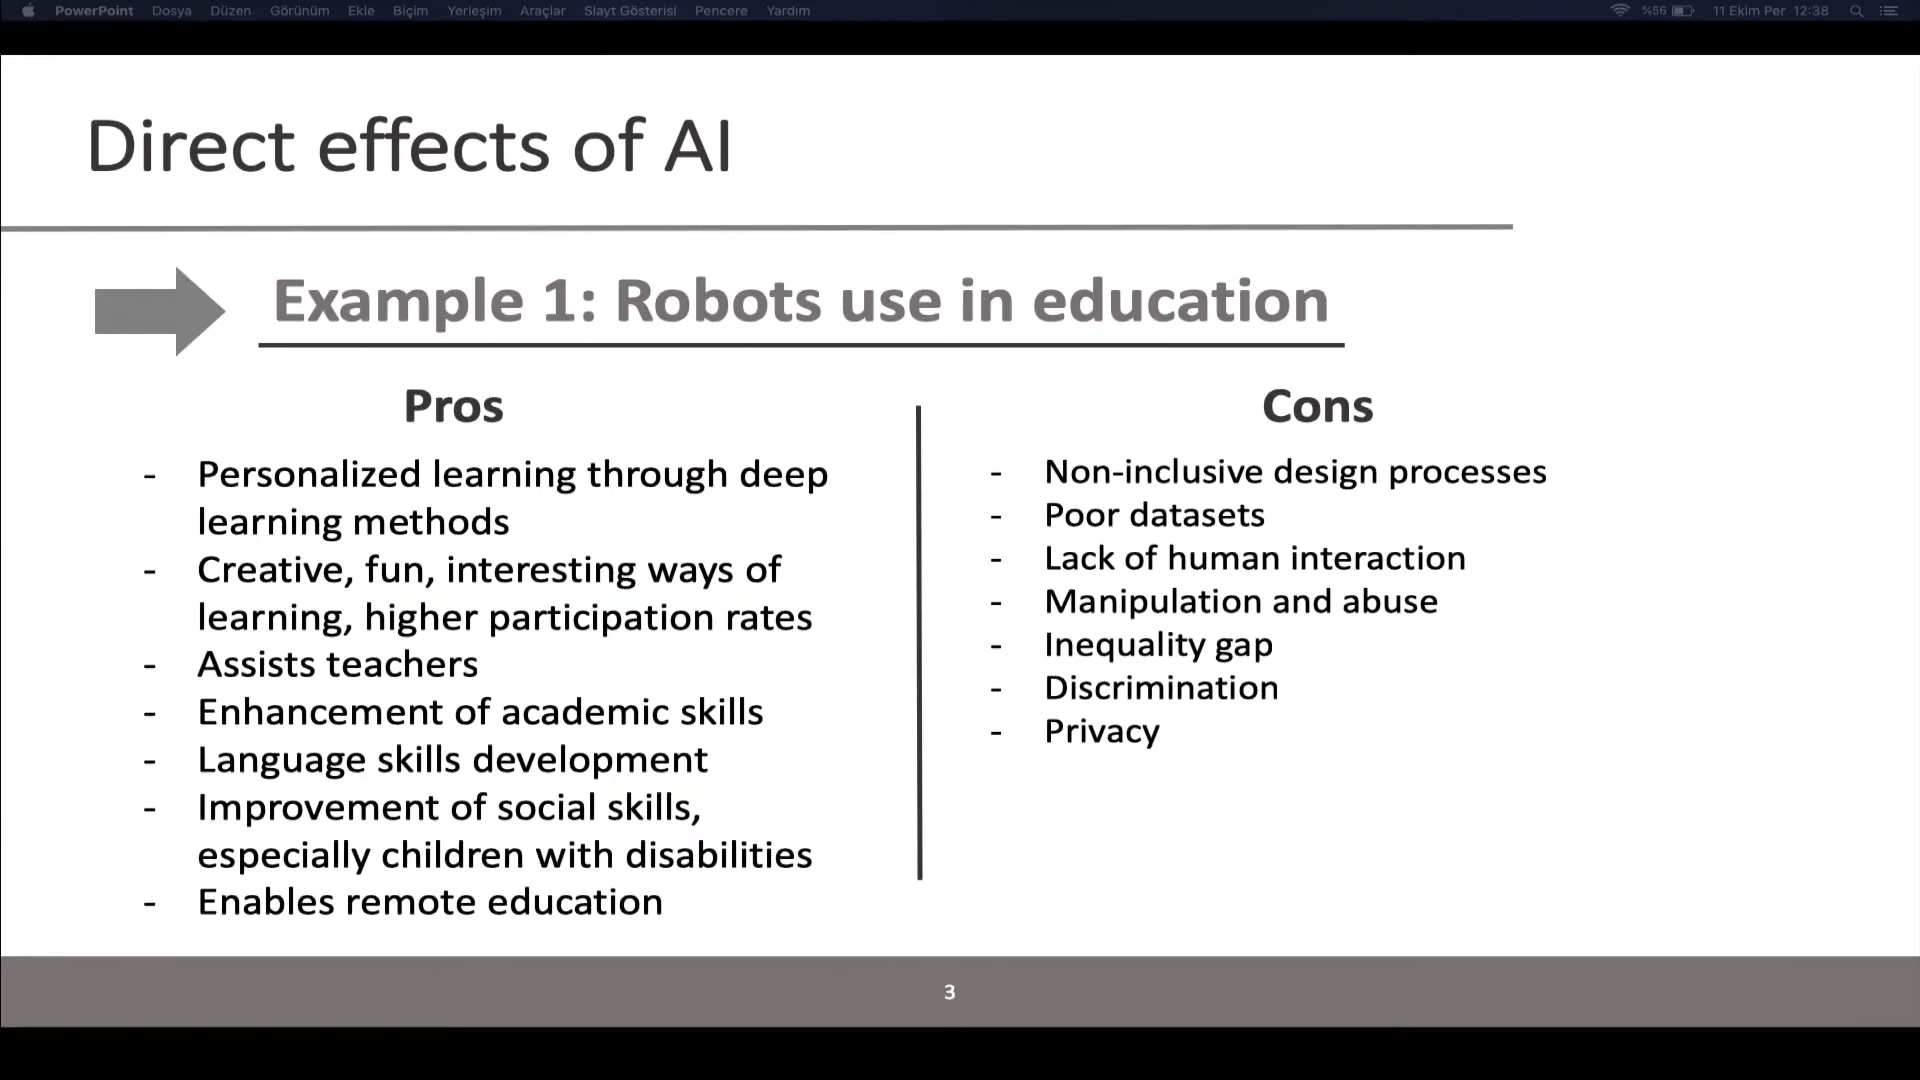 PowerPoint Dosya Düzen Görünüm Ekle Biçim Yerleşim Araçlar Slayt Gösterisi Pencere Yardım %56 11 Ekim Per 12:38
Direct effects of AI
Example 1: Robots use in education
Pros
- Personalized learning through deep
learning methods
- Creative, fun, interesting ways of
learning, higher participation rates
- Assists teachers
- Enhancement of academic skills
- Language skills development
- Improvement of social skills,
especially children with disabilities
- Enables remote education
Cons
- Non-inclusive design processes
- Poor datasets
- Lack of human interaction
- Manipulation and abuse
- Inequality gap
- Discrimination
- Privacy
3